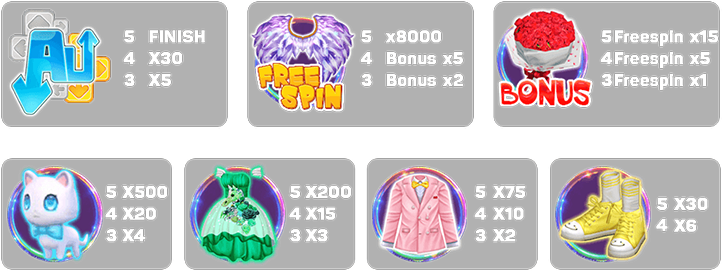 AU
5 FINISH
4 X30
3 X5
FREE
SPIN
5 x8000
4 Bonus x5
3 Bonus x2
BONUS
5Freespin x15
4Freespin x5
3Freespin x1
5 X500
4 X20
3 X4
5 X200
4 X15
3 X3
5 X75
4 X10
3 X2
5 X30
4 X6